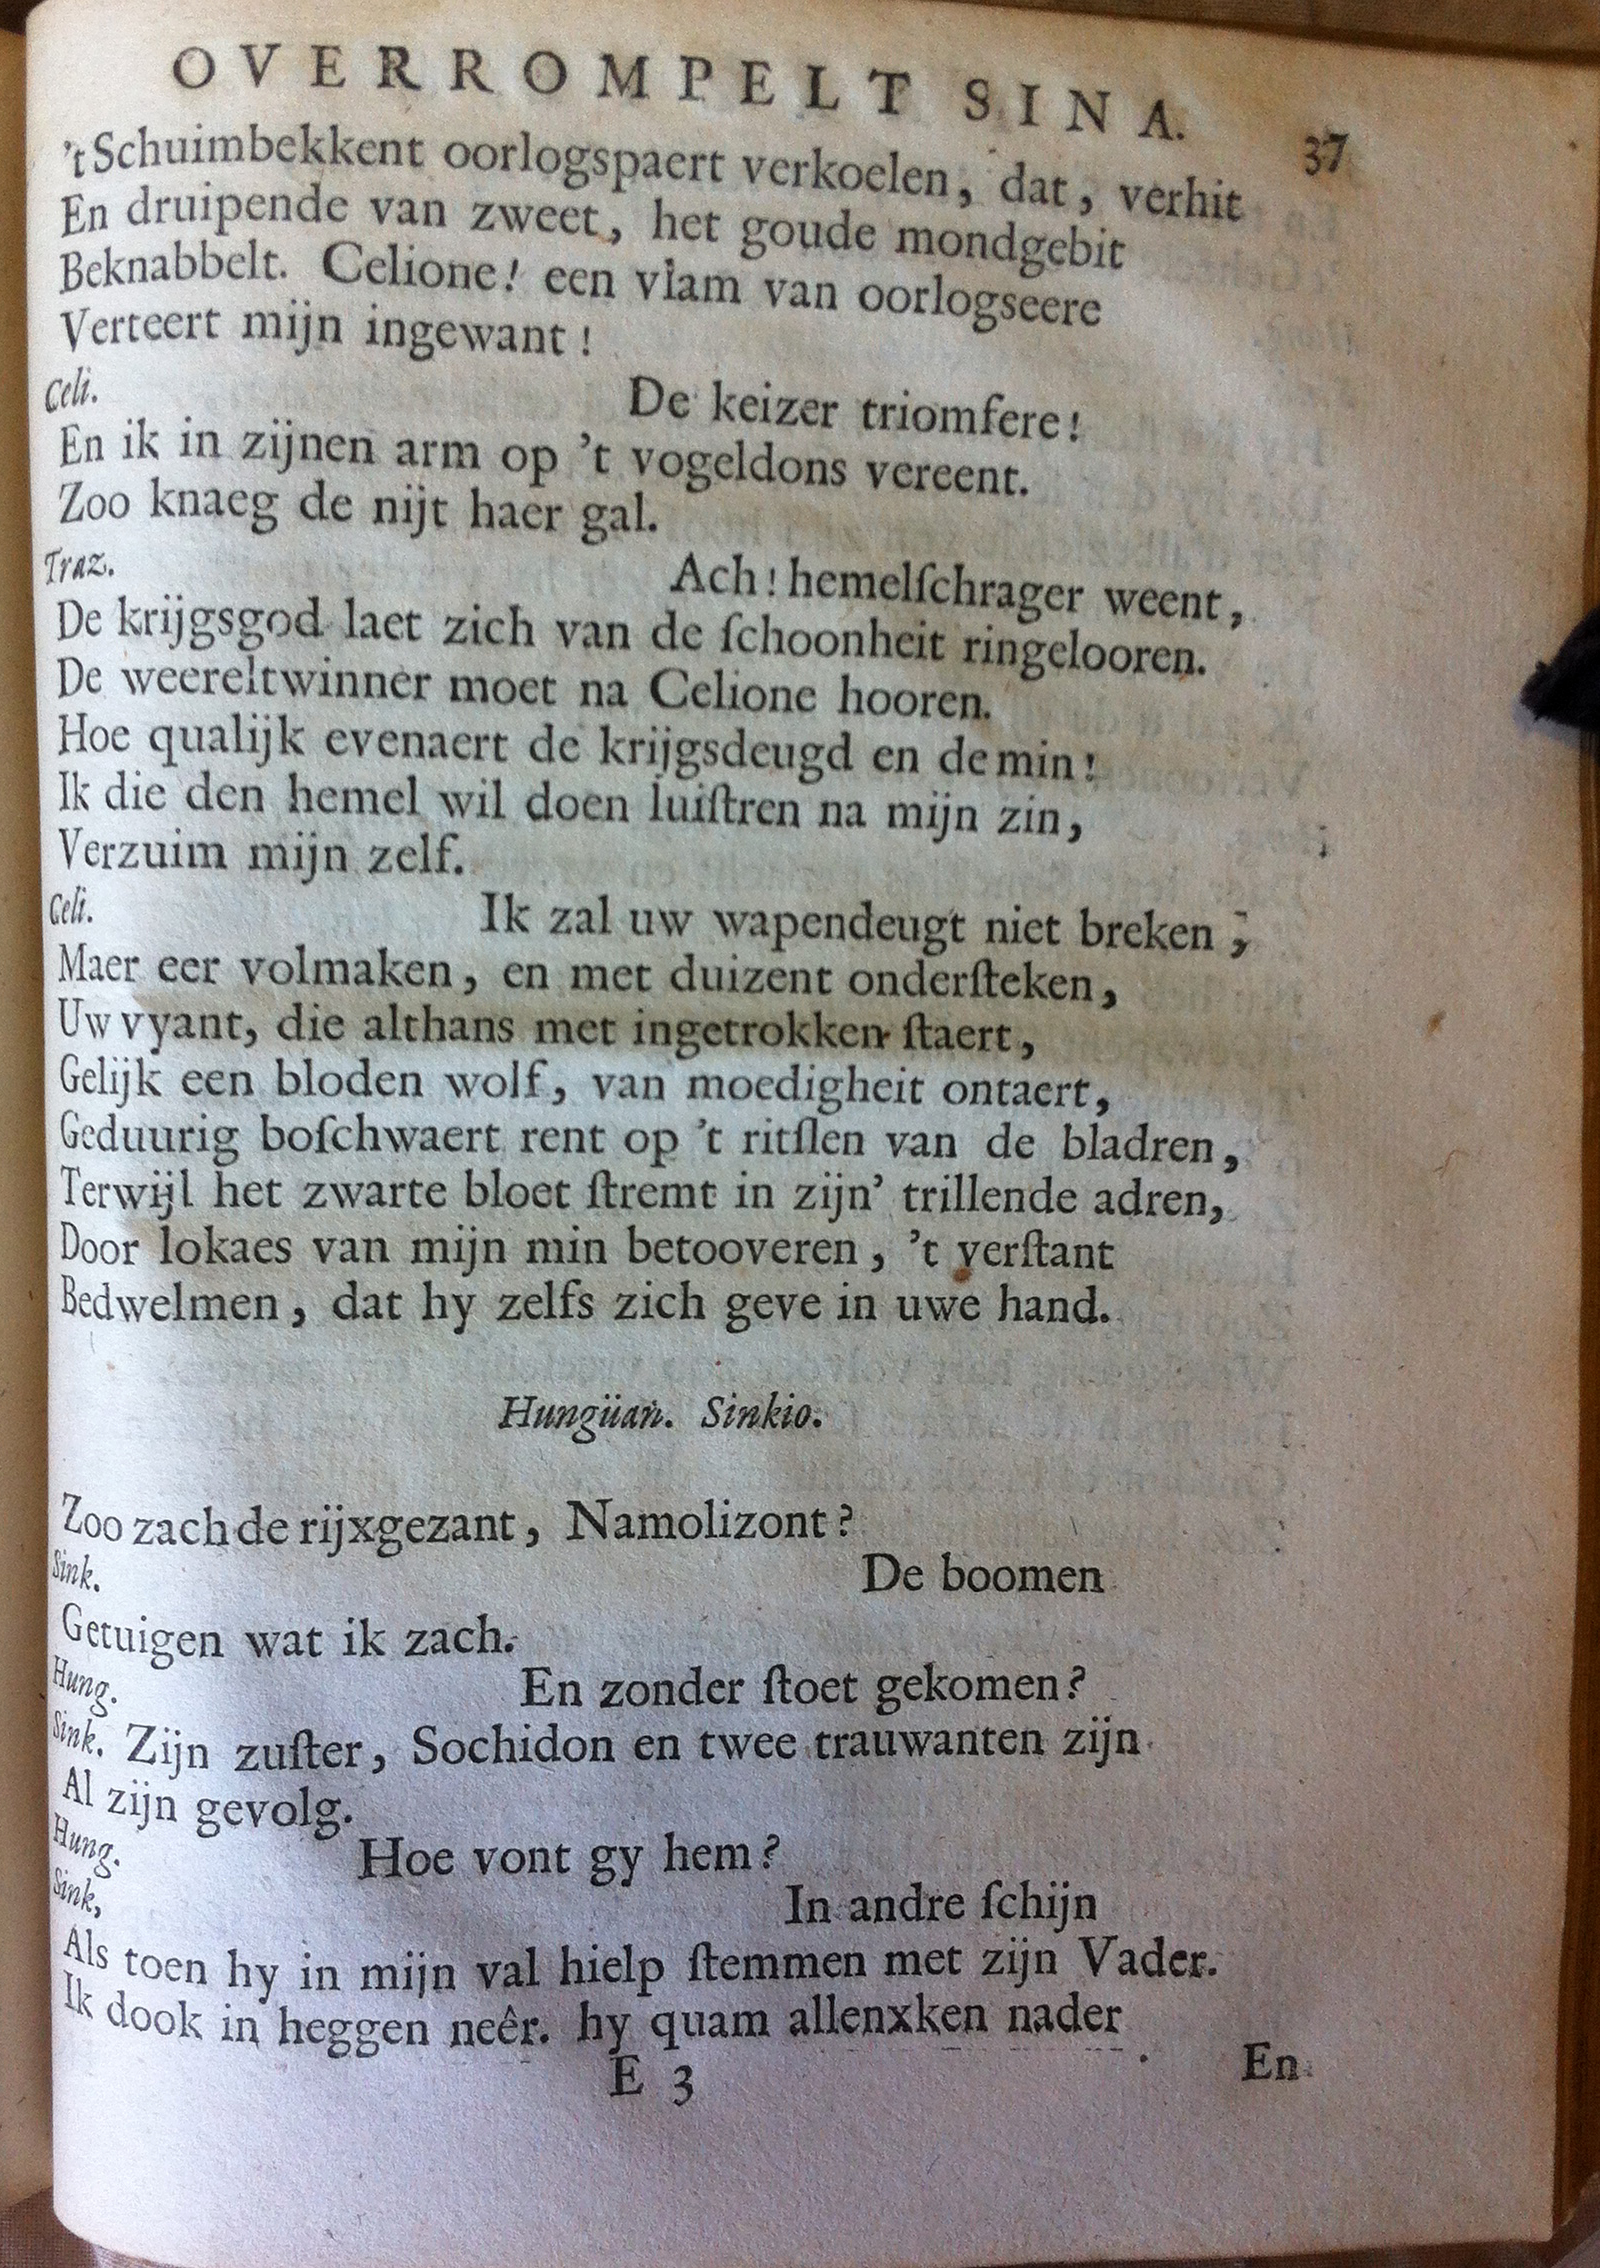 OVERROMPELT SINA. 37
't Schuimbekkent oorlogspaert verkoelen, dat, verhit
En druipende van zweet, het goude mondgebit
Beknabbelt. Celione! een vlam van oorlogseere
Verteert mijn ingewant!
Celi. De keizer triomfere!
En ik in zijnen arm op 't vogeldons vereent.
Zoo knaeg de nijt haer gal.
Traz. Ach! hemelſchrager weent,
De krijgsgod laet zich van de ſchoonheit ringelooren.
De weereltwinner moet na Celione hooren.
Hoe qualijk evenaert de krijgsdeugd en de min!
Ik die den hemel wil doen luiſtren na mijn zin,
Verzuim mijn zelf.
Celi. Ik zal uw wapendeugt niet breken;
Maer eer volmaken, en met duizent onderſteken,
Uw vyant, die althans met ingetrokken ſtaert,
Gelijk een bloden wolf, van moedigheit ontaert,
Geduurig boſchwaert rent op 't ritſlen van de bladren,
Terwijl het zwarte bloet ſtremt in zijn' trillende adren,
Door lokaes van mijn min betooveren, 't verſtant
Bedwelmen, dat hy zelfs zich geve in uwe hand.
Hungüan. Sinkio.
Zoo zach de rijxgezant, Namolizont?
Sink. De boomen
Getuigen wat ik zach.
Hung. En zonder ſtoet gekomen?
Sink. Zijn zuſter, Sochidon en twee trauwanten zijn
Al zijn gevolg.
Hung. Hoe vont gy hem?
Sink, In andre ſchijn
Als toen hy in mijn val hielp ſtemmen met zijn Vader.
Ik dook in heggen neêr. hy quam allenxken nader
E 3 En